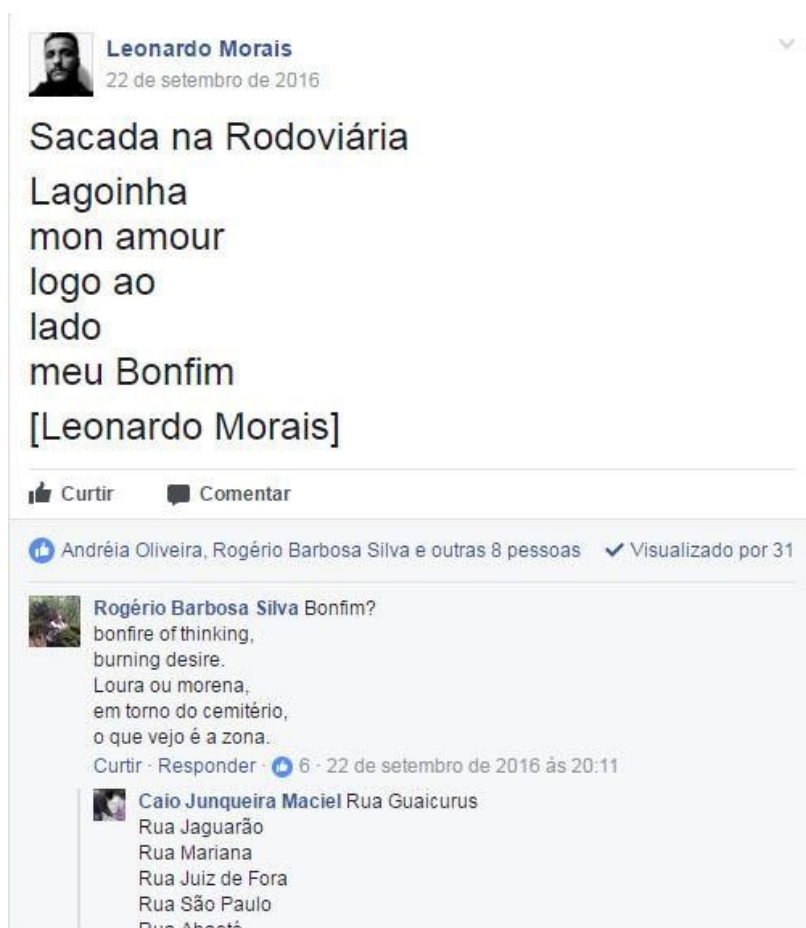 Leonardo Morais
22 de setembro de 2016
Sacada na Rodoviária
Lagoinha
mon amour
logo ao
lado
meu Bonfim
[Leonardo Morais]
Curtir Comentar
Andréia Oliveira, Rogério Barbosa Silva e outras 8 pessoas Visualizado por 31
Rogério Barbosa Silva Bonfim?
bonfire of thinking,
burning desire.
Loura ou morena,
em torno do cemitério,
o que vejo é a zona.
Curtir · Responder · 6 · 22 de setembro de 2016 ás 20:11
Caio Junqueira Maciel Rua Guaicurus
Rua Jaguarão
Rua Mariana
Rua Juiz de Fora
Rua São Paulo
Rua